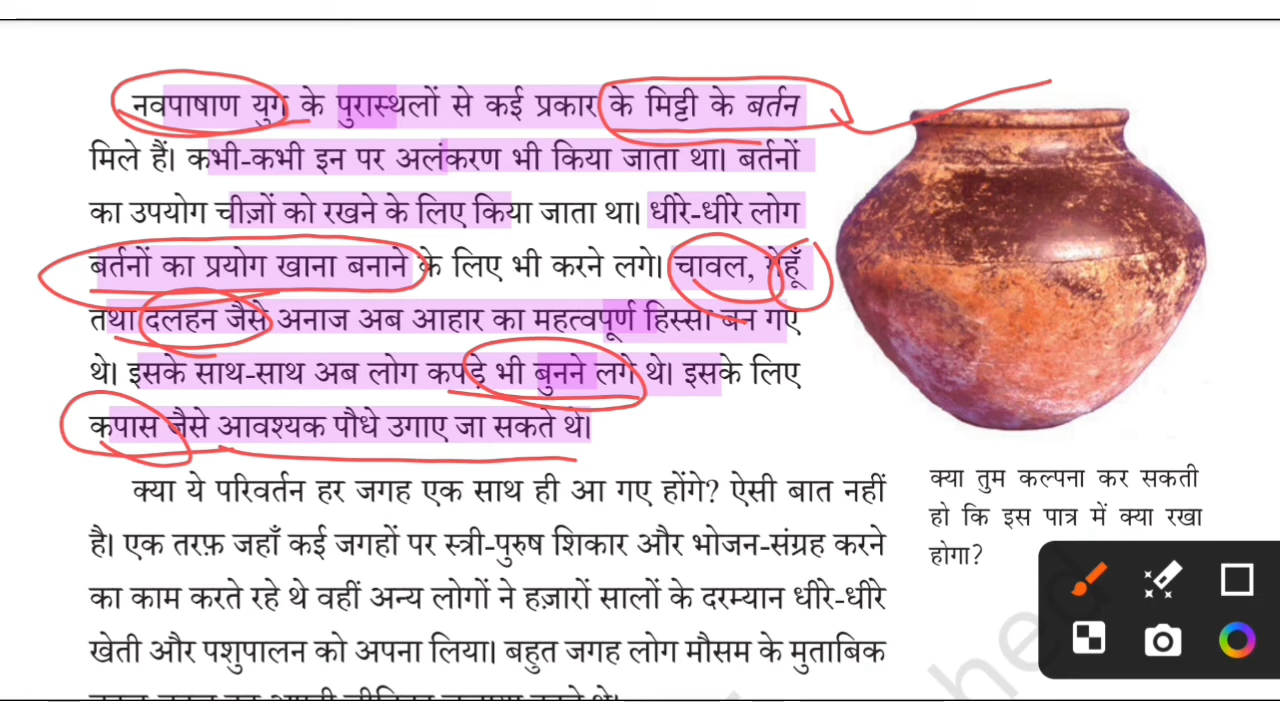 नवपाषाण युग के पुरास्थलों से कई प्रकार के मिट्टी के बर्तन
मिले हैं। कभी-कभी इन पर अलंकरण भी किया जाता था। बर्तनों
का उपयोग चीज़ों को रखने के लिए किया जाता था। धीरे-धीरे लोग
बर्तनों का प्रयोग खाना बनाने के लिए भी करने लगे। चावल, गेहूँ
तथा दलहन जैसे अनाज अब आहार का महत्वपूर्ण हिस्सा बन गए
थे। इसके साथ-साथ अब लोग कपड़े भी बुनने लगे थे। इसके लिए
कपास जैसे आवश्यक पौधे उगाए जा सकते थे।
क्या ये परिवर्तन हर जगह एक साथ ही आ गए होंगे? ऐसी बात नहीं
है। एक तरफ़ जहाँ कई जगहों पर स्त्री-पुरुष शिकार और भोजन-संग्रह करने
का काम करते रहे थे वहीं अन्य लोगों ने हज़ारों सालों के दरम्यान धीरे-धीरे
खेती और पशुपालन को अपना लिया। बहुत जगह लोग मौसम के मुताबिक
क्या तुम कल्पना कर सकती
हो कि इस पात्र में क्या रखा
होगा?